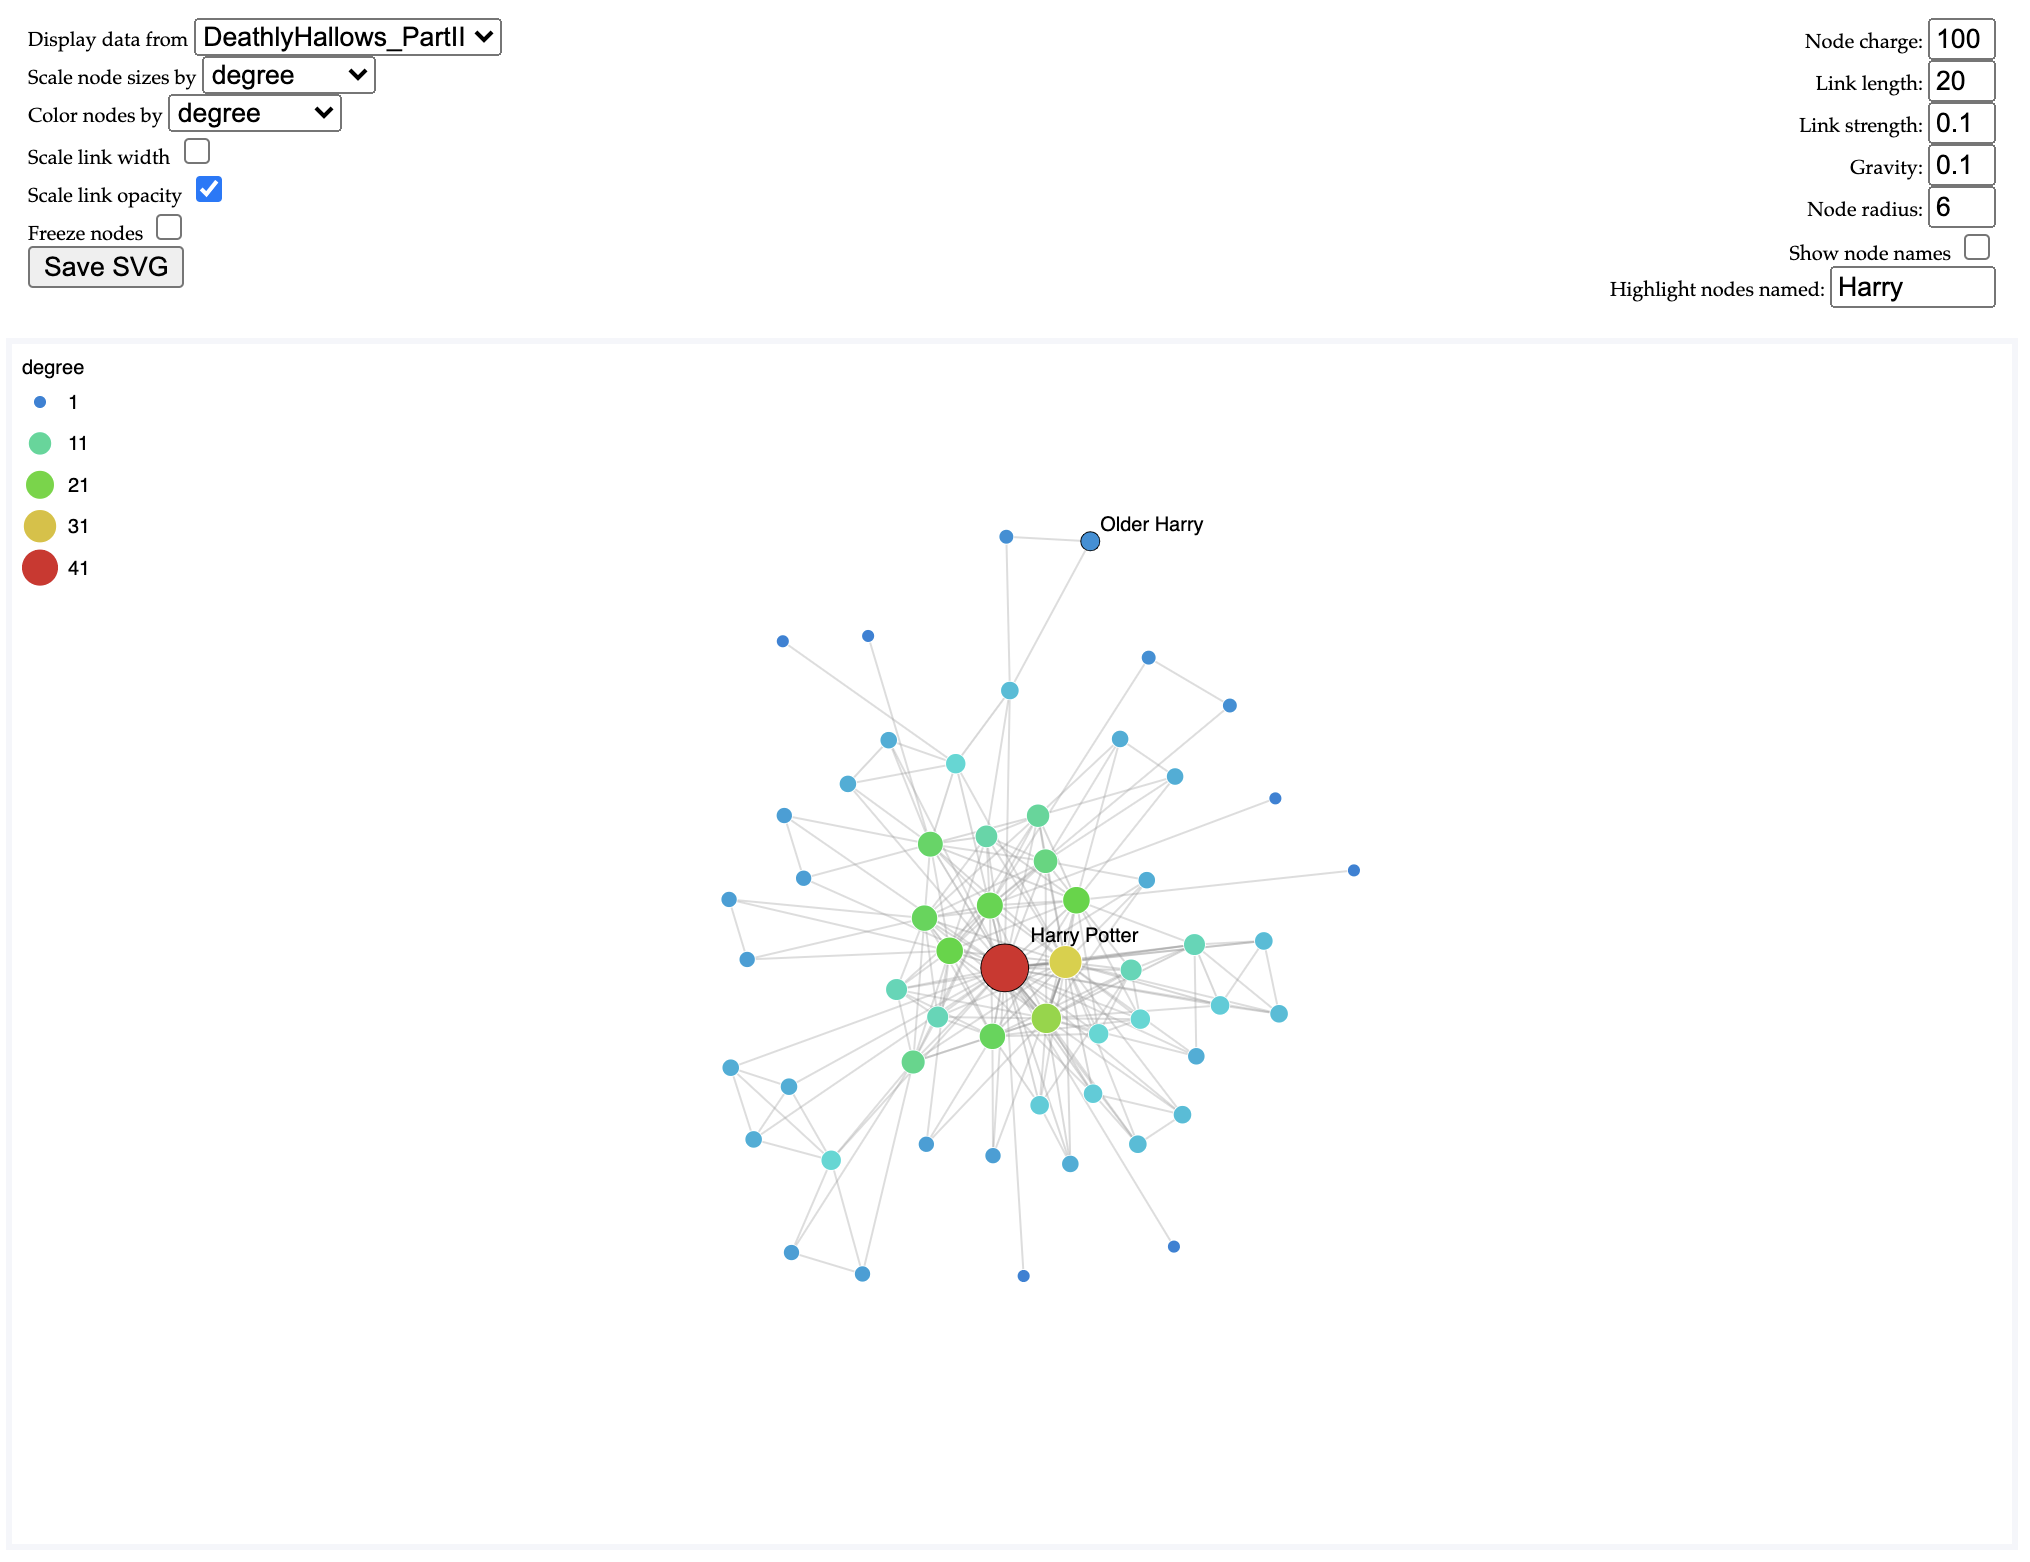 Display data from DeathlyHallows_PartII
Scale node sizes by degree
Color nodes by degree
Scale link width
Scale link opacity
Freeze nodes
Save SVG
Node charge: 100
Link length: 20
Link strength: 0.1
Gravity: 0.1
Node radius: 6
Show node names
Highlight nodes named: Harry
degree
1
11
21
31
41
Older Harry
Harry Potter